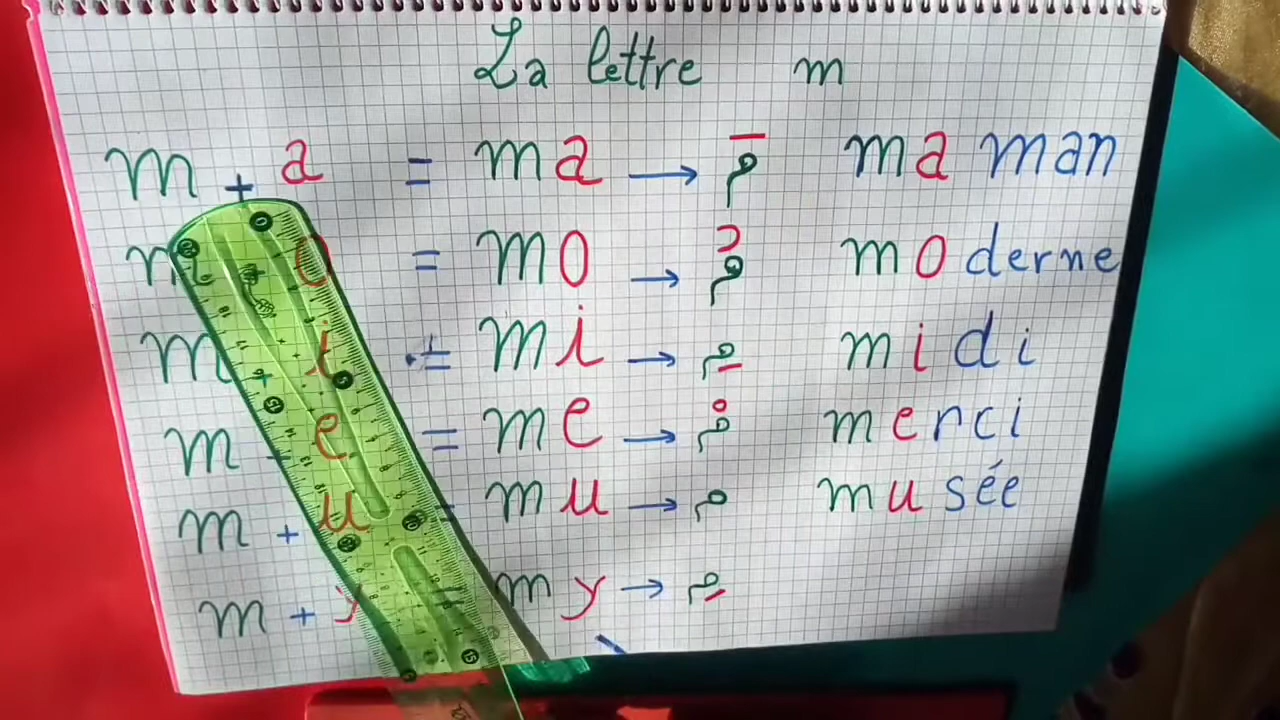 La lettre m
m + a = ma → مَ maman
m o = mo → مُ moderne
m + i = mi → مِ midi
m + e = me → مْ merci
m + u = mu → م musée
m + y = my → مِ